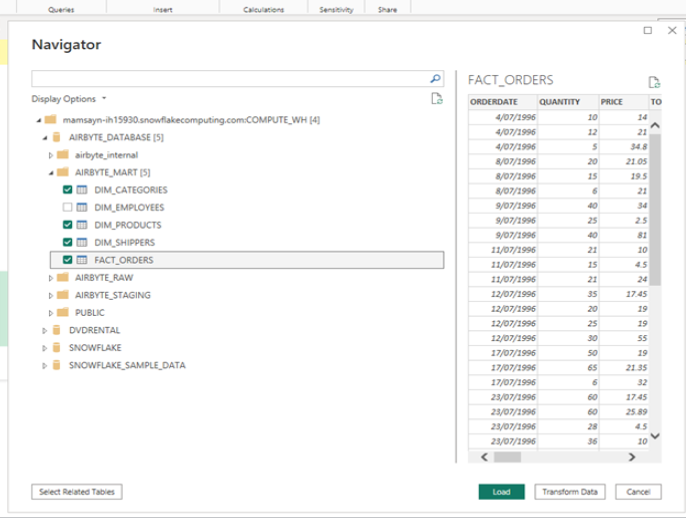 Queries Insert Calculations Sensitivity Share
Navigator
Display Options
mamsayn-ih15930.snowflakecomputing.com:COMPUTE_WH [4]
AIRBYTE_DATABASE [5]
airbyte_internal
AIRBYTE_MART [5]
DIM_CATEGORIES
DIM_EMPLOYEES
DIM_PRODUCTS
DIM_SHIPPERS
FACT_ORDERS
AIRBYTE_RAW
AIRBYTE_STAGING
PUBLIC
DVDRENTAL
SNOWFLAKE
SNOWFLAKE_SAMPLE_DATA
FACT_ORDERS
ORDERDATE QUANTITY PRICE TO
4/07/1996 10 14
4/07/1996 12 21
4/07/1996 5 34.8
8/07/1996 20 21.05
8/07/1996 15 19.5
8/07/1996 6 21
9/07/1996 40 34
9/07/1996 25 2.5
9/07/1996 40 81
11/07/1996 21 10
11/07/1996 15 4.5
11/07/1996 21 24
12/07/1996 35 17.45
12/07/1996 20 19
12/07/1996 25 19
12/07/1996 30 55
17/07/1996 50 19
17/07/1996 65 21.35
17/07/1996 6 32
23/07/1996 60 17.45
23/07/1996 60 25.89
23/07/1996 28 4.5
23/07/1996 36 10
Select Related Tables Load Transform Data Cancel